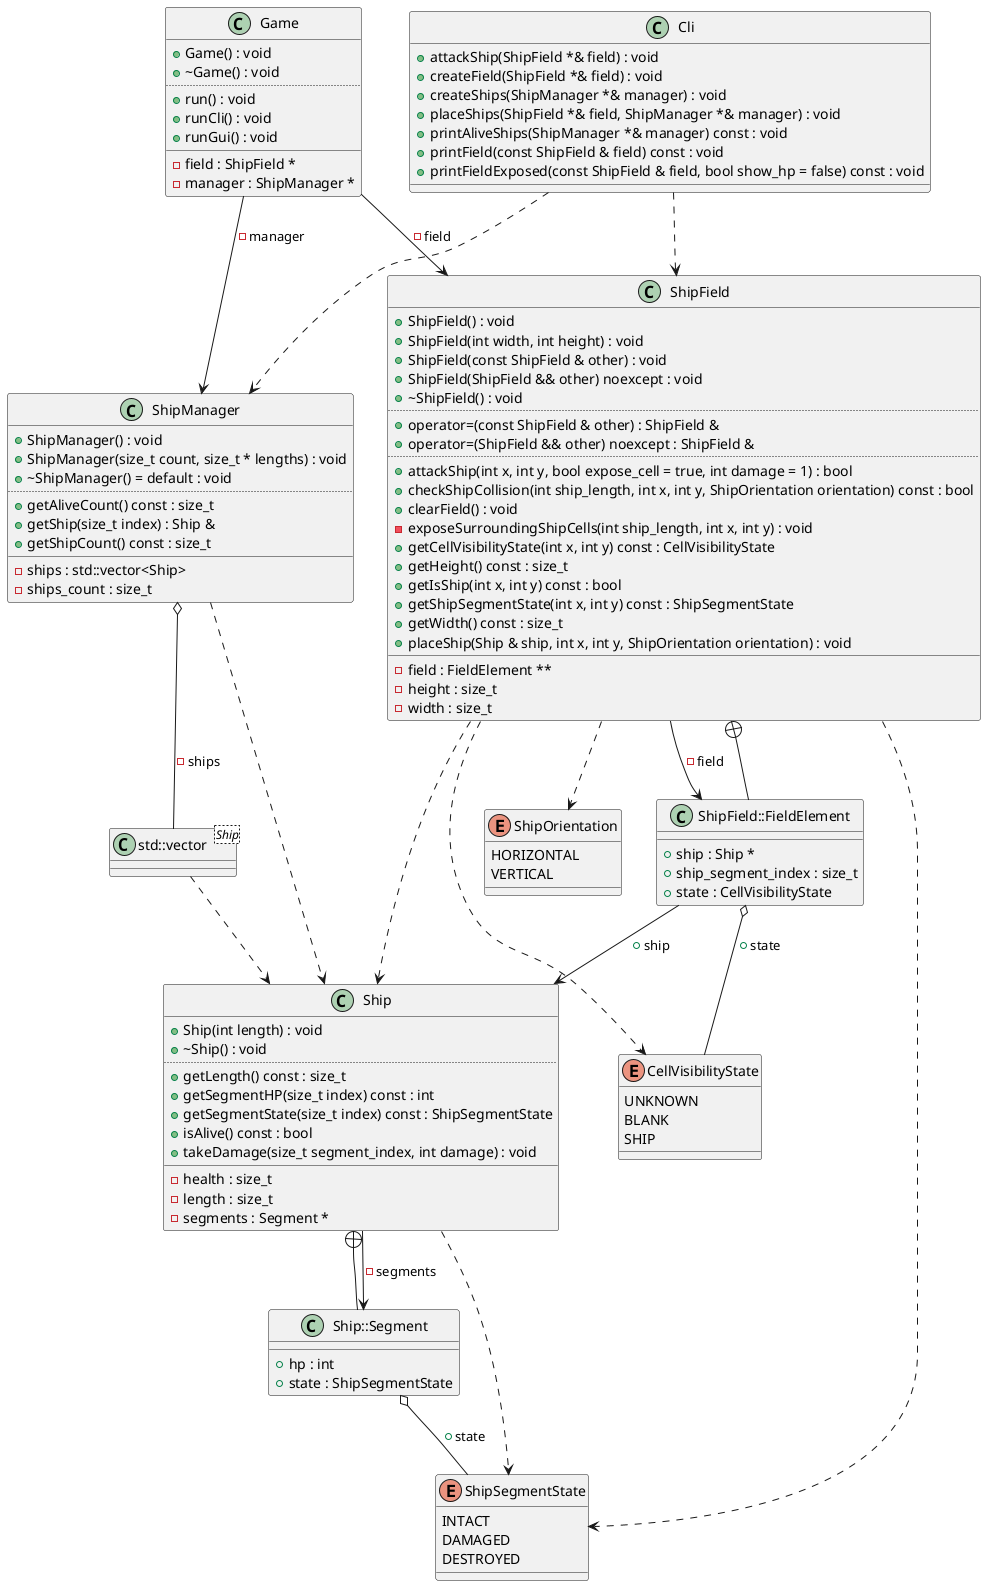 Game
Game() : void
~Game() : void
run() : void
runCli() : void
runGui() : void
field : ShipField *
manager : ShipManager *
Cli
attackShip(ShipField *& field) : void
createField(ShipField *& field) : void
createShips(ShipManager *& manager) : void
placeShips(ShipField *& field, ShipManager *& manager) : void
printAliveShips(ShipManager *& manager) const : void
printField(const ShipField & field) const : void
printFieldExposed(const ShipField & field, bool show_hp = false) const : void
manager
field
ShipField
ShipField() : void
ShipField(int width, int height) : void
ShipField(const ShipField & other) : void
ShipField(ShipField && other) noexcept : void
~ShipField() : void
operator=(const ShipField & other) : ShipField &
operator=(ShipField && other) noexcept : ShipField &
attackShip(int x, int y, bool expose_cell = true, int damage = 1) : bool
checkShipCollision(int ship_length, int x, int y, ShipOrientation orientation) const : bool
clearField() : void
exposeSurroundingShipCells(int ship_length, int x, int y) : void
getCellVisibilityState(int x, int y) const : CellVisibilityState
getHeight() const : size_t
getIsShip(int x, int y) const : bool
getShipSegmentState(int x, int y) const : ShipSegmentState
getWidth() const : size_t
placeShip(Ship & ship, int x, int y, ShipOrientation orientation) : void
field : FieldElement **
height : size_t
width : size_t
ShipManager
ShipManager() : void
ShipManager(size_t count, size_t * lengths) : void
~ShipManager() = default : void
getAliveCount() const : size_t
getShip(size_t index) : Ship &
getShipCount() const : size_t
ships : std::vector<Ship>
ships_count : size_t
ships
field
std::vector
Ship
ShipOrientation
HORIZONTAL
VERTICAL
ShipField::FieldElement
ship : Ship *
ship_segment_index : size_t
state : CellVisibilityState
ship
state
Ship
Ship(int length) : void
~Ship() : void
getLength() const : size_t
getSegmentHP(size_t index) const : int
getSegmentState(size_t index) const : ShipSegmentState
isAlive() const : bool
takeDamage(size_t segment_index, int damage) : void
health : size_t
length : size_t
segments : Segment *
CellVisibilityState
UNKNOWN
BLANK
SHIP
segments
Ship::Segment
hp : int
state : ShipSegmentState
state
ShipSegmentState
INTACT
DAMAGED
DESTROYED